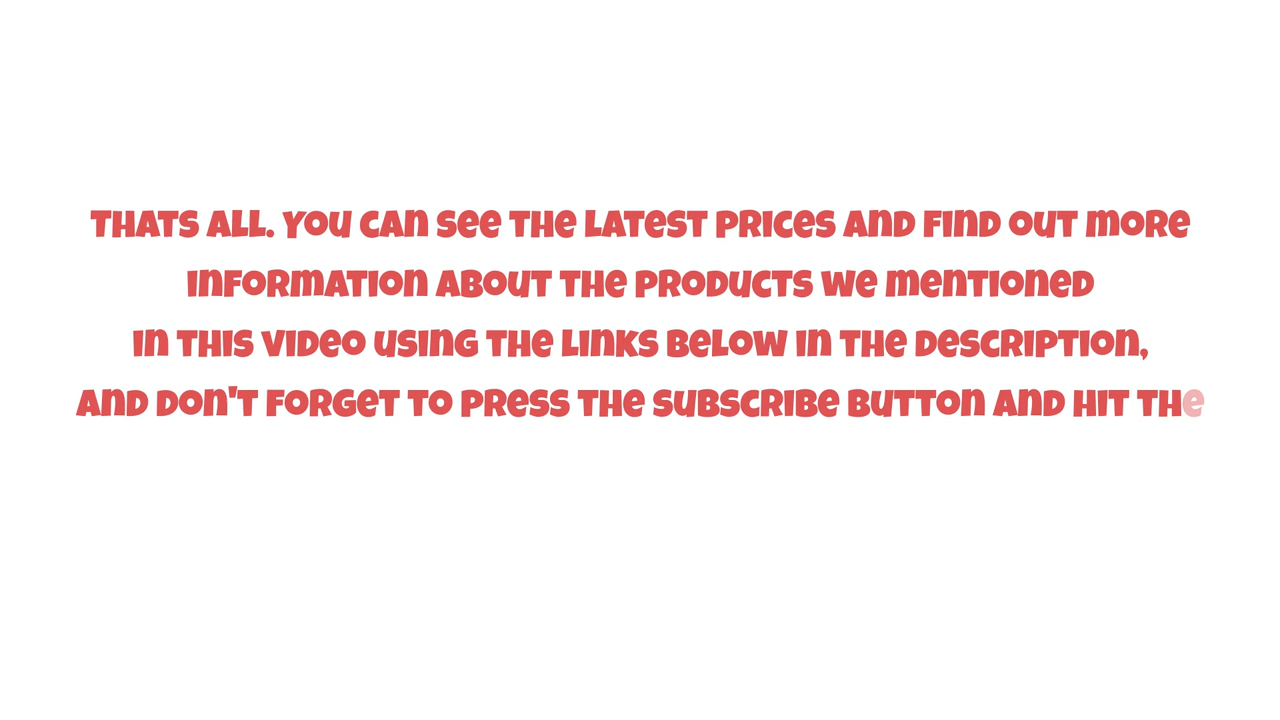 THATS ALL. YOU CAN SEE THE LATEST PRICES AND FIND OUT MORE
INFORMATION ABOUT THE PRODUCTS WE MENTIONED
IN THIS VIDEO USING THE LINKS BELOW IN THE DESCRIPTION,
AND DON'T FORGET TO PRESS THE SUBSCRIBE BUTTON AND HIT THE